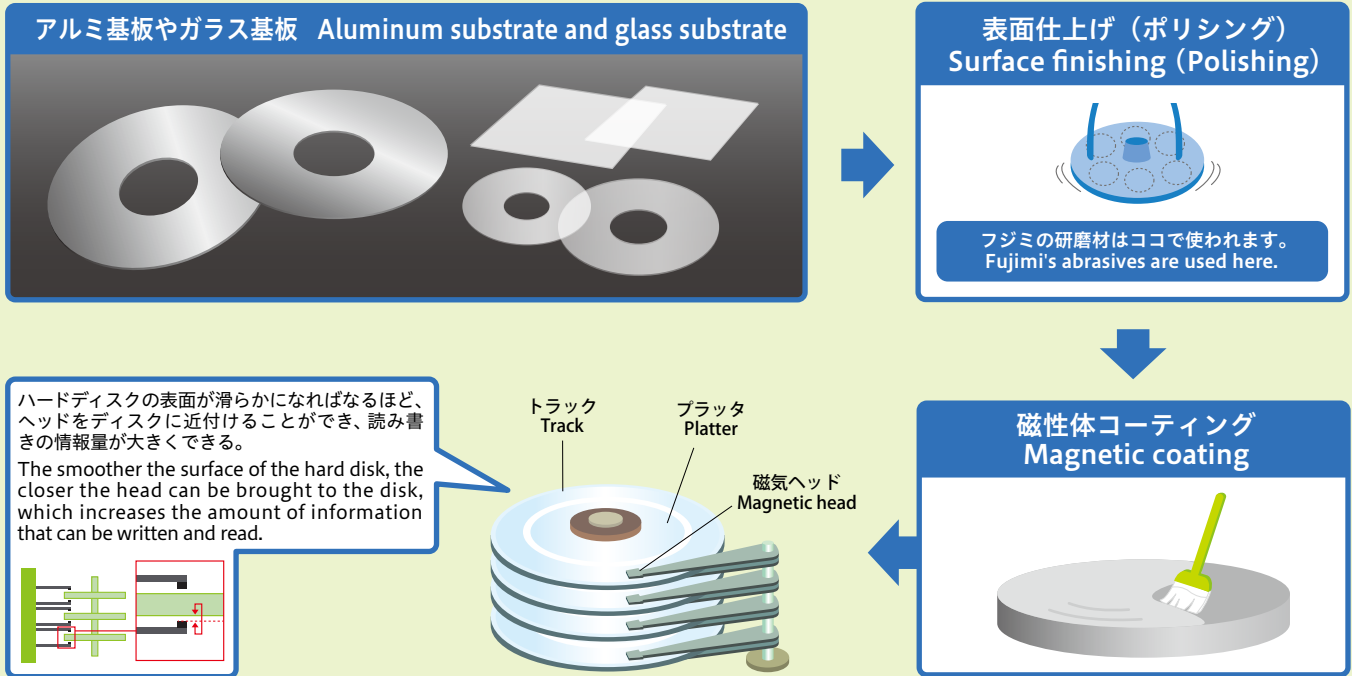 アルミ基板やガラス基板 Aluminum substrate and glass substrate
表面仕上げ（ポリシング）
Surface finishing（Polishing）
フジミの研磨材はココで使われます。
Fujimi's abrasives are used here.
磁性体コーティング
Magnetic coating
トラック
Track
プラッタ
Platter
磁気ヘッド
Magnetic head
ハードディスクの表面が滑らかになればなるほど、
ヘッドをディスクに近付けることができ、読み書
きの情報量が大きくできる。
The smoother the surface of the hard disk, the
closer the head can be brought to the disk,
which increases the amount of information
that can be written and read.